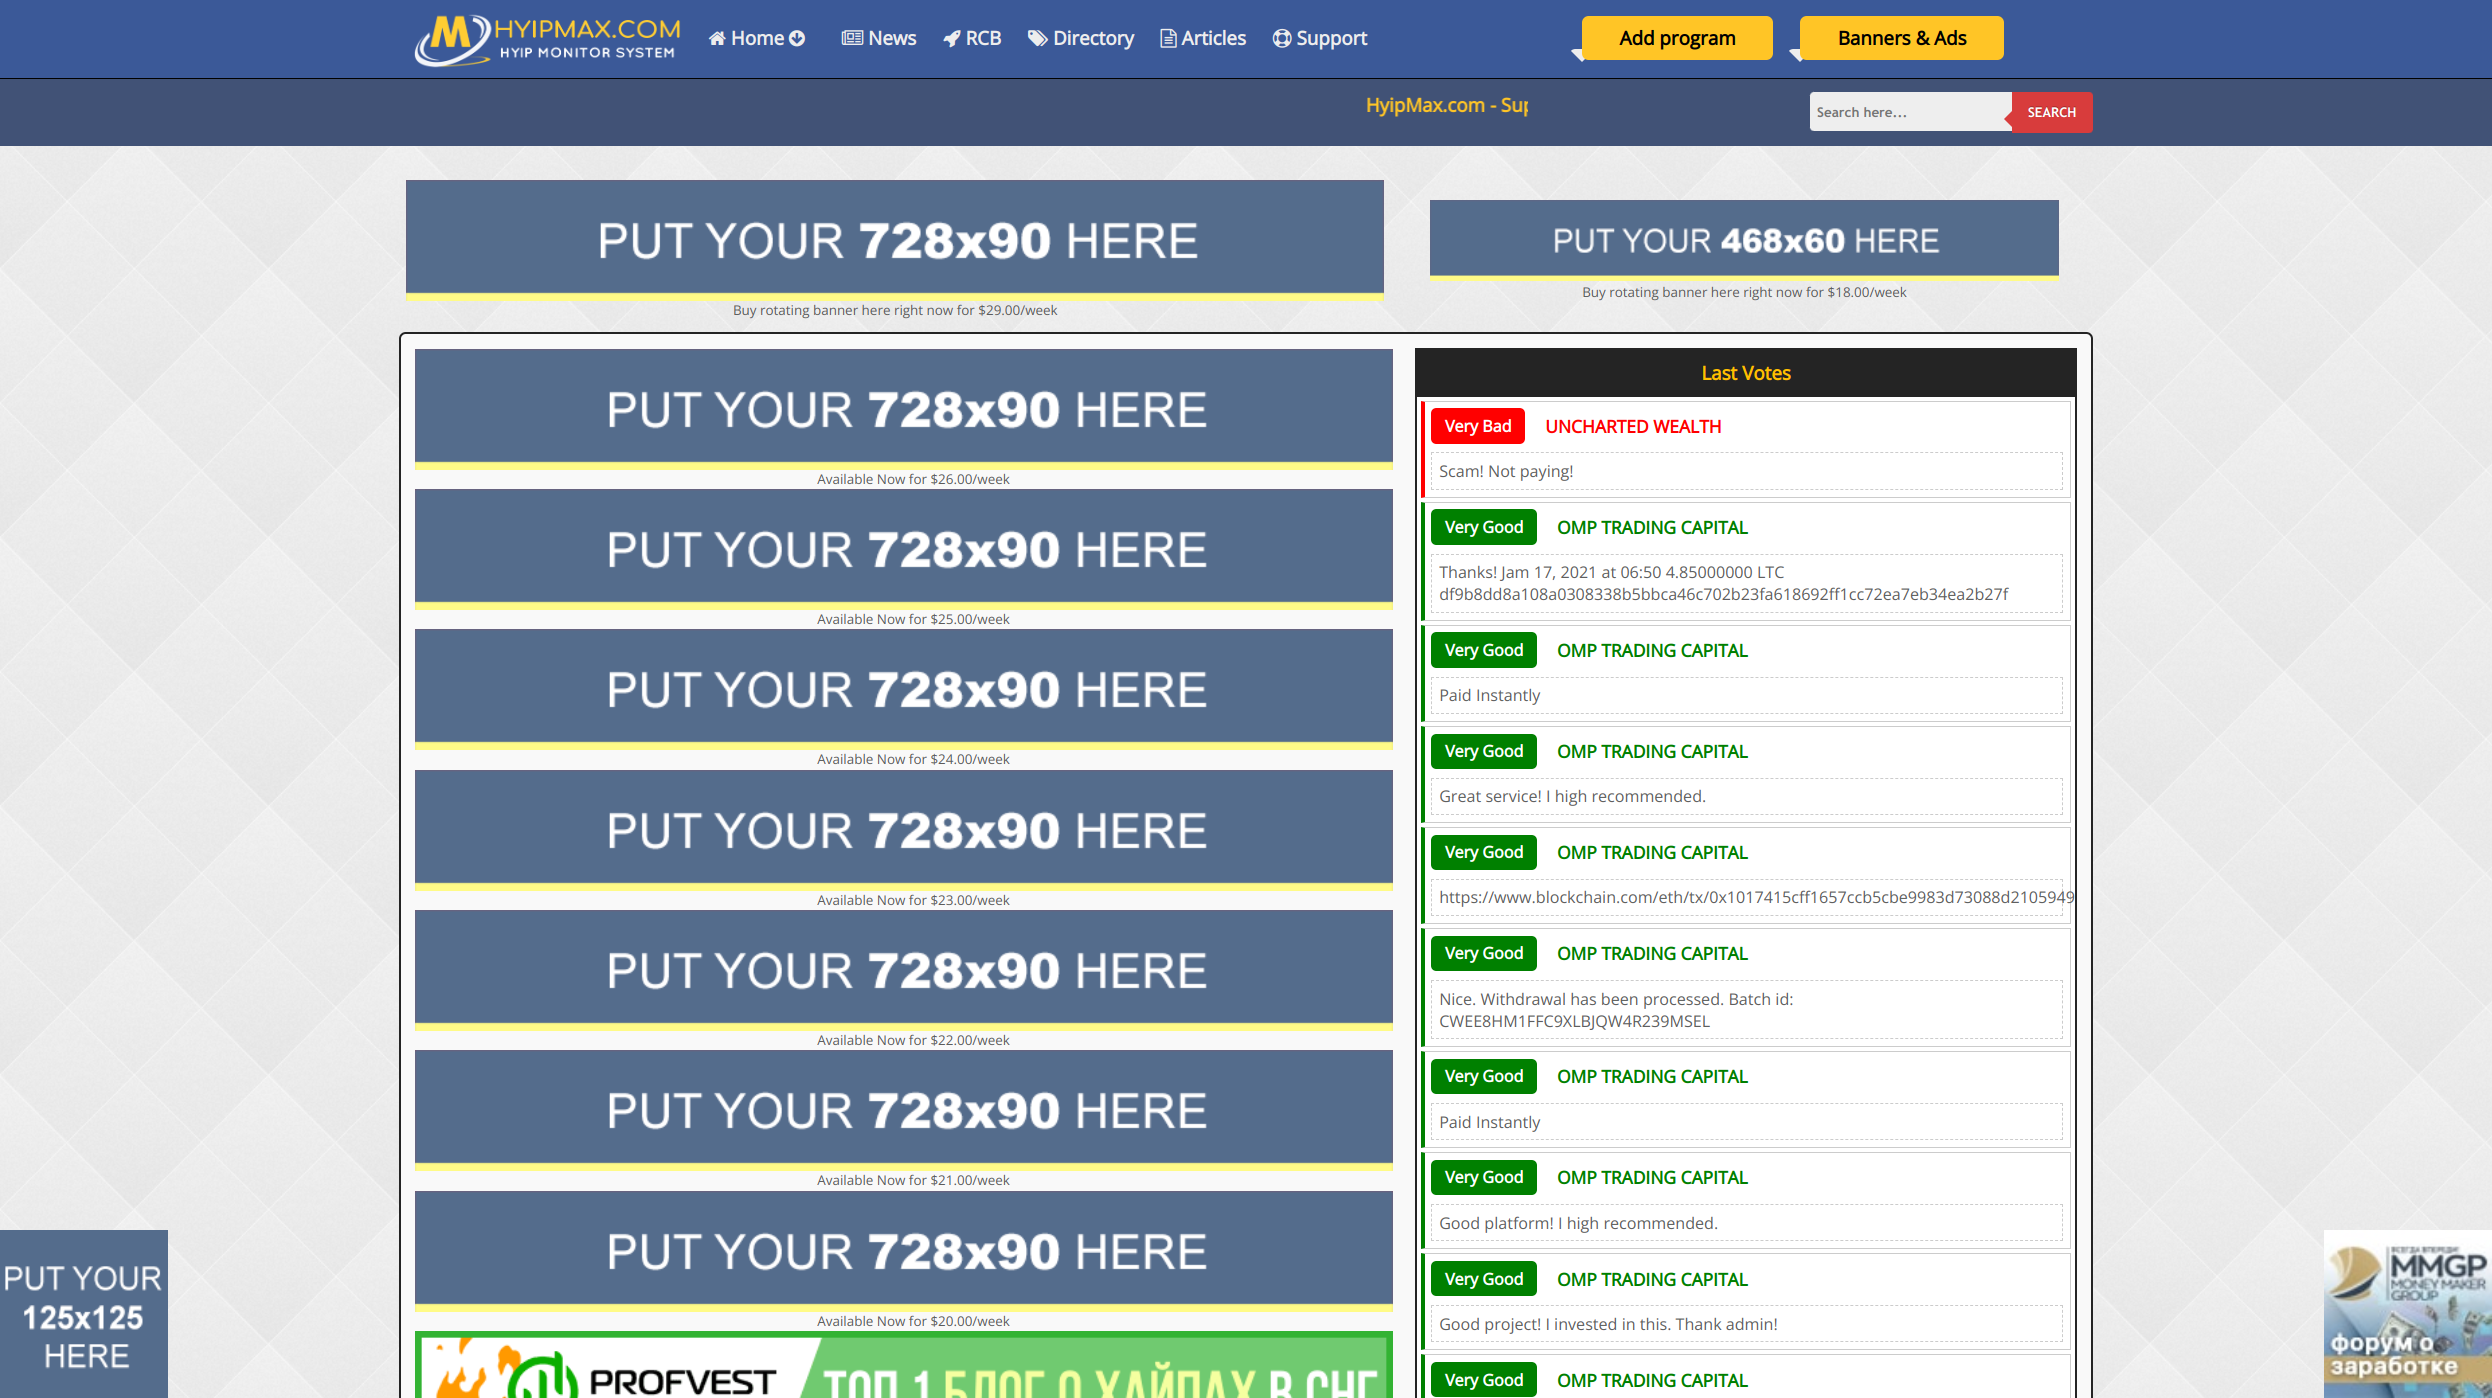 HYIPMAX.COM
HYIP MONITOR SYSTEM
Home
News
RCB
Directory
Articles
Support
Add program
Banners & Ads
HyipMax.com - Sup
Search here...
SEARCH
PUT YOUR 728x90 HERE
Buy rotating banner here right now for $29.00/week
PUT YOUR 468x60 HERE
Buy rotating banner here right now for $18.00/week
PUT YOUR 728x90 HERE
Available Now for $26.00/week
PUT YOUR 728x90 HERE
Available Now for $25.00/week
PUT YOUR 728x90 HERE
Available Now for $24.00/week
PUT YOUR 728x90 HERE
Available Now for $23.00/week
PUT YOUR 728x90 HERE
Available Now for $22.00/week
PUT YOUR 728x90 HERE
Available Now for $21.00/week
PUT YOUR 728x90 HERE
Available Now for $20.00/week
PROFVEST
ТОП 1 БЛОГ О ХАЙПАХ В СНГ
Last Votes
Very Bad UNCHARTED WEALTH
Scam! Not paying!
Very Good OMP TRADING CAPITAL
Thanks! Jam 17, 2021 at 06:50 4.85000000 LTC
df9b8dd8a108a0308338b5bbca46c702b23fa618692ff1cc72ea7eb34ea2b27f
Very Good OMP TRADING CAPITAL
Paid Instantly
Very Good OMP TRADING CAPITAL
Great service! I high recommended.
Very Good OMP TRADING CAPITAL
https://www.blockchain.com/eth/tx/0x1017415cff1657ccb5cbe9983d73088d2105949
Very Good OMP TRADING CAPITAL
Nice. Withdrawal has been processed. Batch id:
CWEE8HM1FFC9XLBJQW4R239MSEL
Very Good OMP TRADING CAPITAL
Paid Instantly
Very Good OMP TRADING CAPITAL
Good platform! I high recommended.
Very Good OMP TRADING CAPITAL
Good project! I invested in this. Thank admin!
Very Good OMP TRADING CAPITAL
PUT YOUR
125x125
HERE
ВСЕГДА ВПЕРЕДИ!
MMGP
MONEY MAKER
GROUP
форум о
заработке